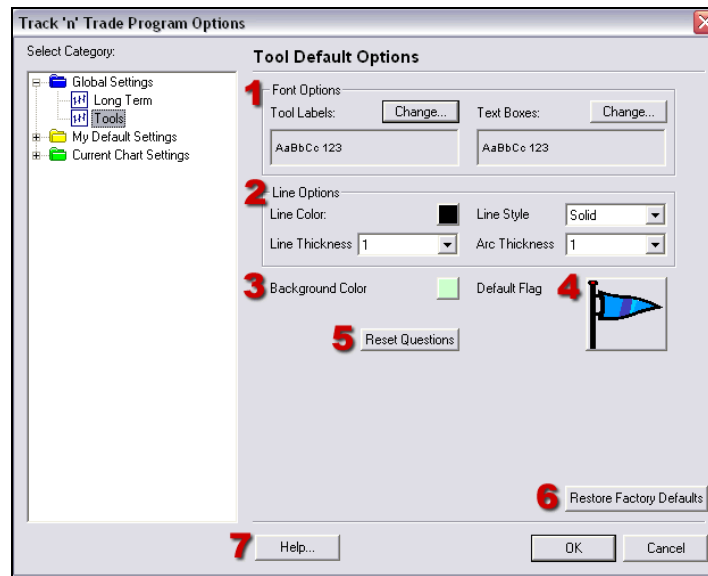 Track 'n' Trade Program Options
Select Category:
Global Settings
Long Term
Tools
My Default Settings
Current Chart Settings
Tool Default Options
1 Font Options
Tool Labels: Change... Text Boxes: Change...
AaBbCc 123 AaBbCc 123
2 Line Options
Line Color: Line Style Solid
Line Thickness 1 Arc Thickness 1
3 Background Color Default Flag 4
5 Reset Questions
6 Restore Factory Defaults
7 Help... OK Cancel